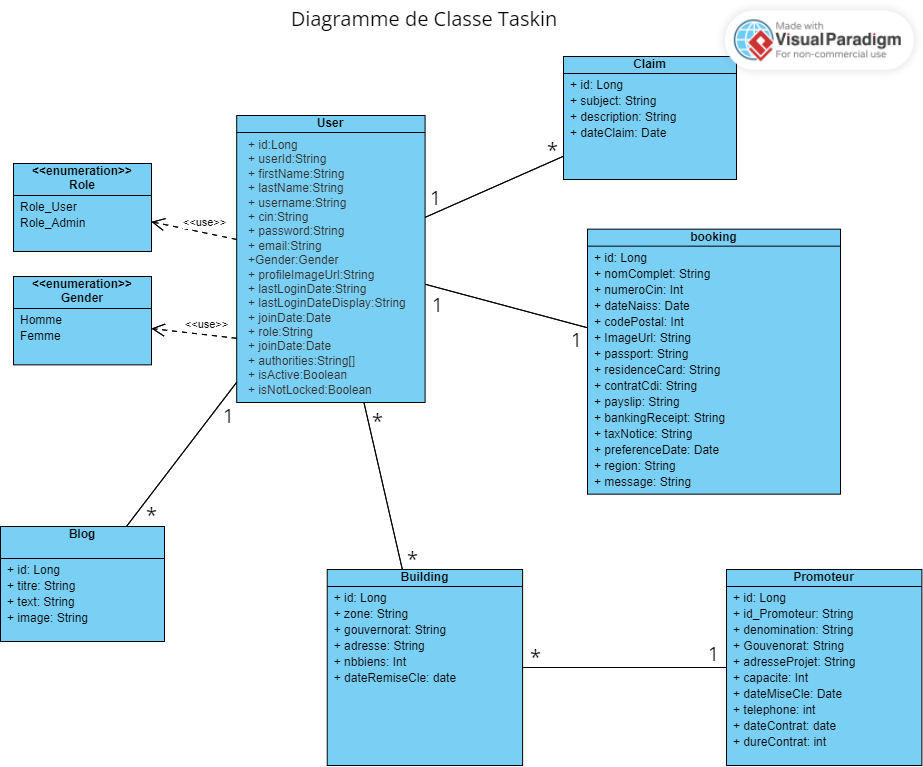 Diagramme de Classe Taskin
Made with
VisualParadigm
For non-commercial use
Claim
+ id: Long
+ subject: String
+ description: String
+ dateClaim: Date
User
+ id:Long
+ userId:String
+ firstName:String
+ lastName:String
+ username:String
+ cin:String
+ password:String
+ email:String
+Gender:Gender
+ profileImageUrl:String
+ lastLoginDate:String
+ lastLoginDateDisplay:String
+ joinDate:Date
+ role:String
+ joinDate:Date
+ authorities:String[]
+ isActive:Boolean
+ isNotLocked:Boolean
<<enumeration>>
Role
Role_User
Role_Admin
<<use>>
<<enumeration>>
Gender
Homme
Femme
<<use>>
1
*
1
1
booking
+ id: Long
+ nomComplet: String
+ numeroCin: Int
+ dateNaiss: Date
+ codePostal: Int
+ ImageUrl: String
+ passport: String
+ residenceCard: String
+ contratCdi: String
+ payslip: String
+ bankingReceipt: String
+ taxNotice: String
+ preferenceDate: Date
+ region: String
+ message: String
1
*
*
*
Blog
+ id: Long
+ titre: String
+ text: String
+ image: String
Building
+ id: Long
+ zone: String
+ gouvernorat: String
+ adresse: String
+ nbbiens: Int
+ dateRemiseCle: date
*
1
Promoteur
+ id: Long
+ id_Promoteur: String
+ denomination: String
+ Gouvenorat: String
+ adresseProjet: String
+ capacite: Int
+ dateMiseCle: Date
+ telephone: int
+ dateContrat: date
+ dureContrat: int